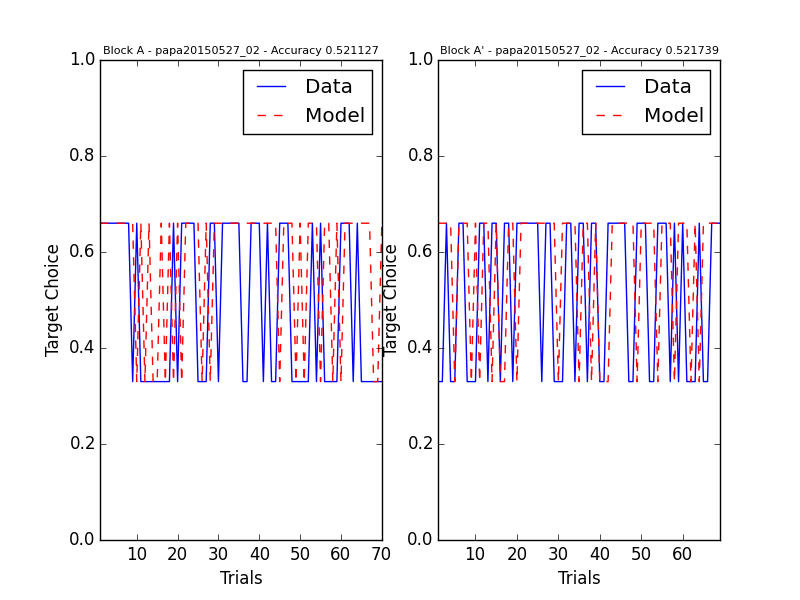 Block A - papa20150527_02 - Accuracy 0.521127
1.0
0.8
0.6
0.4
0.2
0.0
Target Choice
10 20 30 40 50 60 70
Trials
Data
Model
Block A' - papa20150527_02 - Accuracy 0.521739
1.0
0.8
0.6
0.4
0.2
0.0
Target Choice
10 20 30 40 50 60
Trials
Data
Model